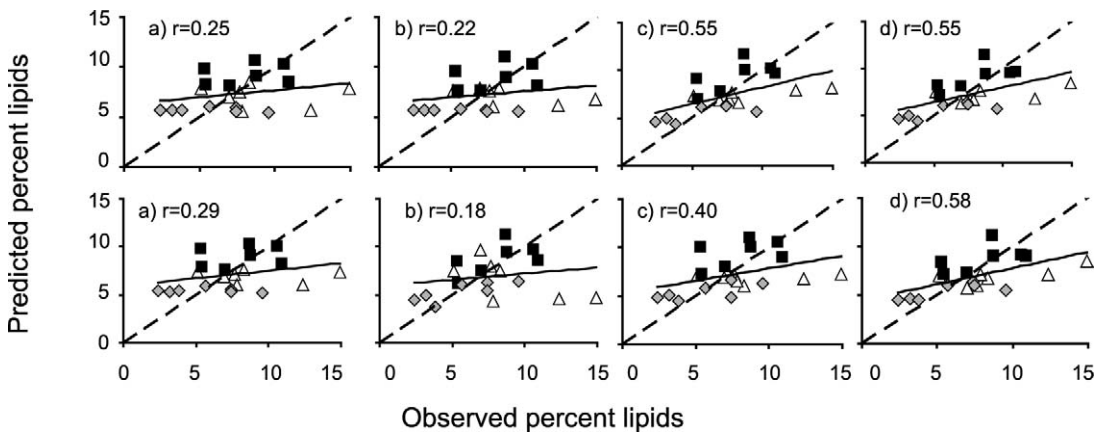 Predicted percent lipids
15
10
5
0
a) r=0.25
b) r=0.22
c) r=0.55
d) r=0.55
15
10
5
0
a) r=0.29
b) r=0.18
c) r=0.40
d) r=0.58
0 5 10 15 0 5 10 15 0 5 10 15 0 5 10 15
Observed percent lipids